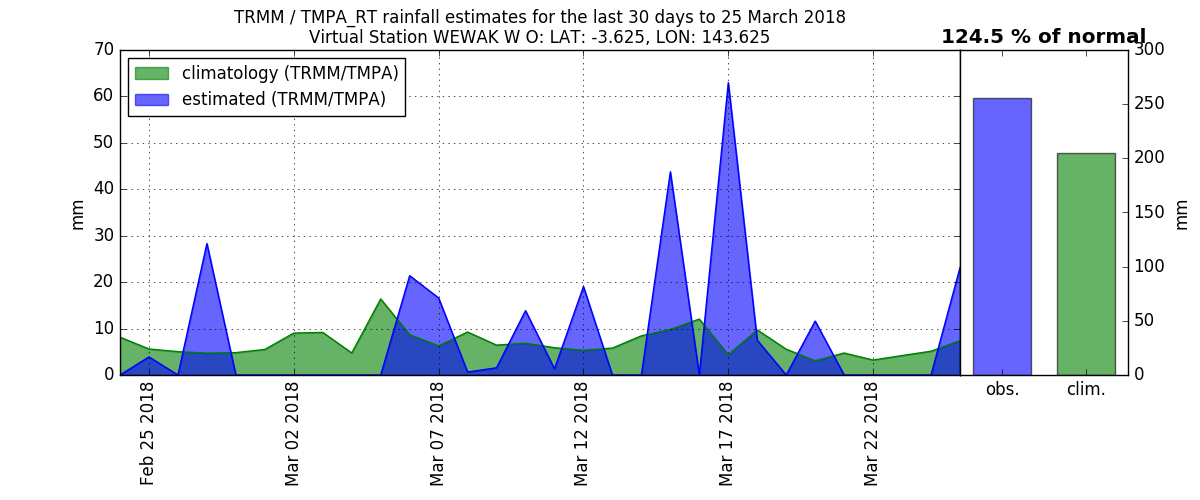 TRMM / TMPA_RT rainfall estimates for the last 30 days to 25 March 2018
Virtual Station WEWAK W O: LAT: -3.625, LON: 143.625
124.5 % of normal
climatology (TRMM/TMPA)
estimated (TRMM/TMPA)
mm
70
60
50
40
30
20
10
0
Feb 25 2018
Mar 02 2018
Mar 07 2018
Mar 12 2018
Mar 17 2018
Mar 22 2018
obs.
clim.
300
250
200
150
100
50
0
mm